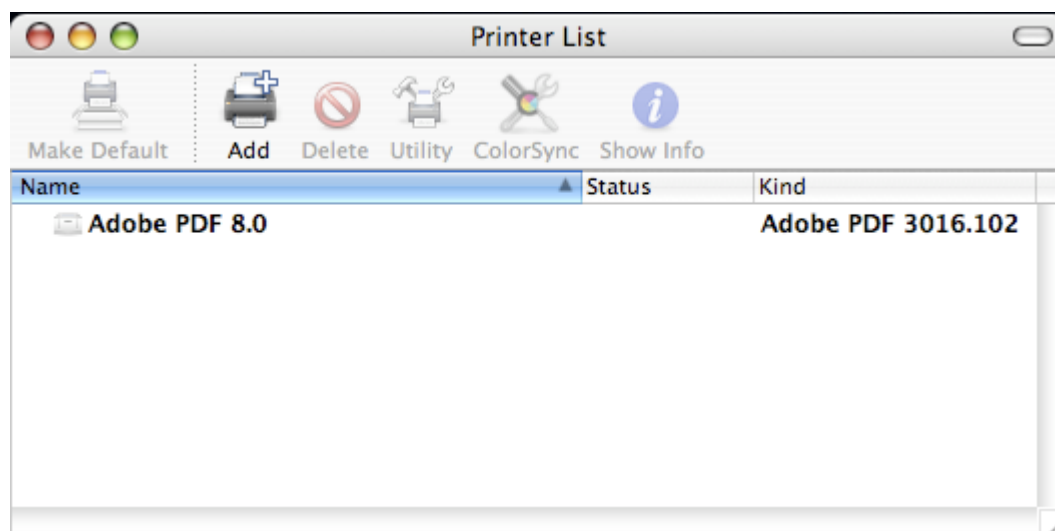 Printer List
Make Default Add Delete Utility ColorSync Show Info
Name Status Kind
Adobe PDF 8.0 Adobe PDF 3016.102